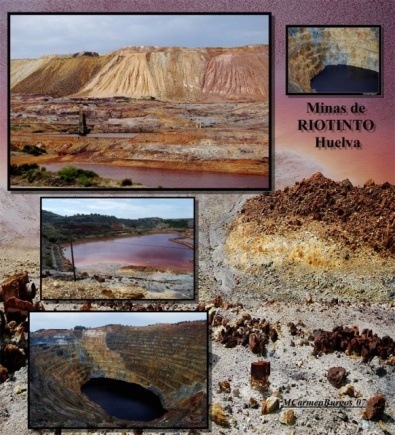 Minas de
RIOTINTO
Huelva
MCarmenBurgos 07